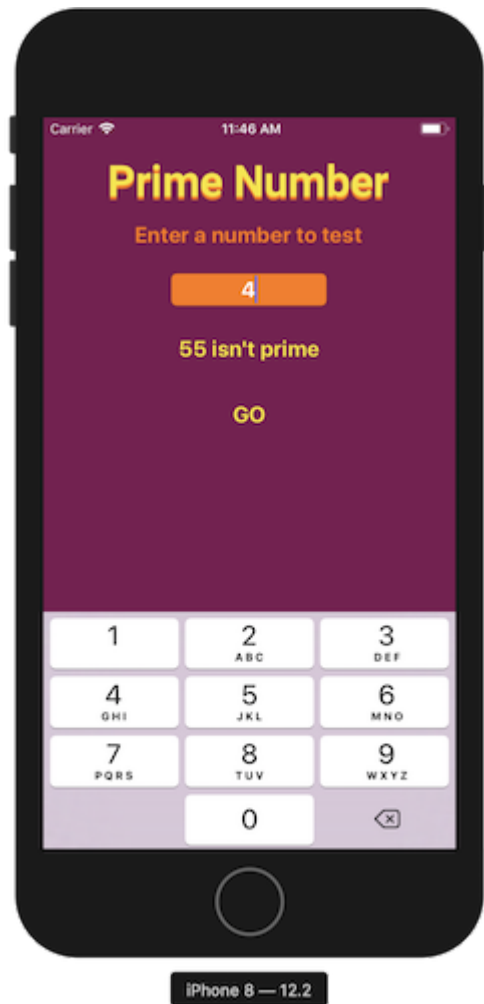 Carrier 11:46 AM
Prime Number
Enter a number to test
4
55 isn't prime
GO
1 2 3
ABC DEF
4 5 6
GHI JKL MNO
7 8 9
PQRS TUV WXYZ
0
iPhone 8 — 12.2